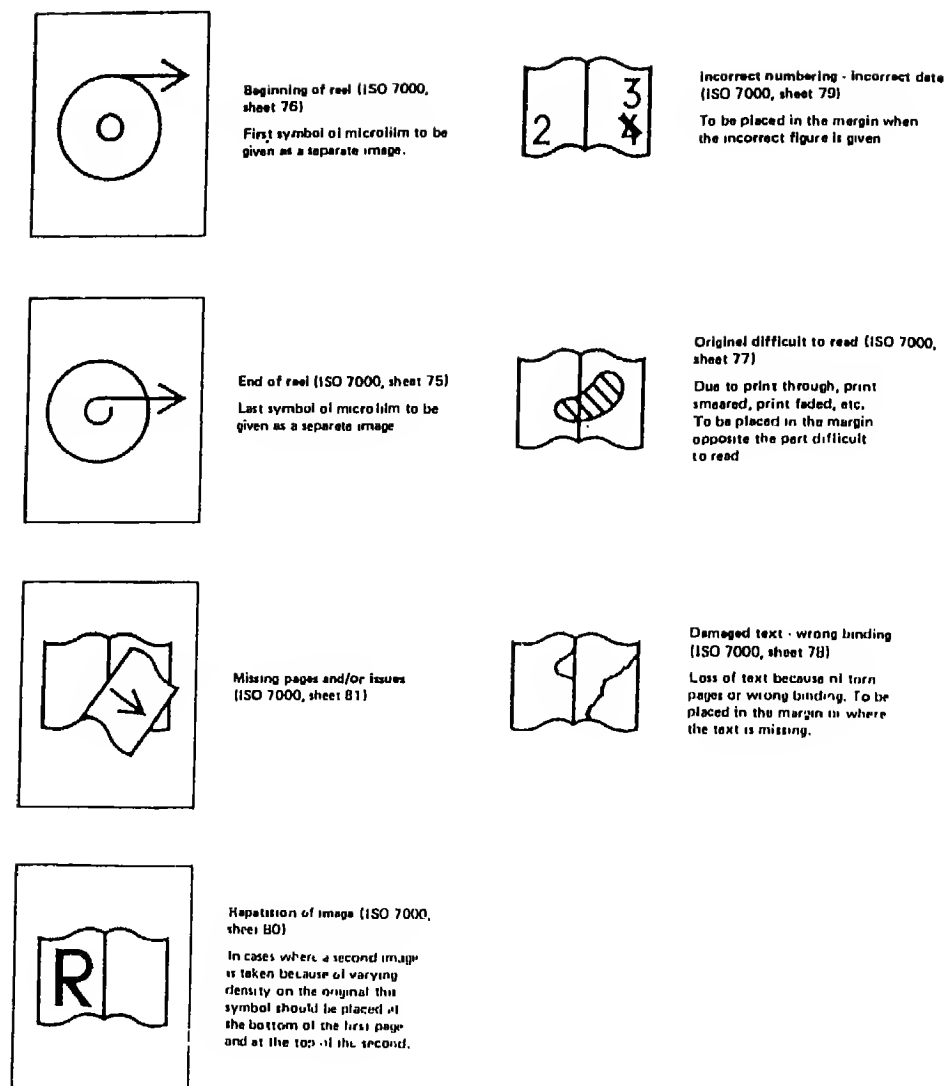 Beginning of reel (ISO 7000,
sheet 76)
First symbol of microfilm to be
given as a separate image.
2 3
4
Incorrect numbering - incorrect date
(ISO 7000, sheet 79)
To be placed in the margin when
the incorrect figure is given
End of reel (ISO 7000, sheet 75)
Last symbol of microfilm to be
given as a separate image
Original difficult to read (ISO 7000,
sheet 77)
Due to print through, print
smeared, print faded, etc.
To be placed in the margin
opposite the part difficult
to read
Missing pages and/or issues
(ISO 7000, sheet 81)
Damaged text - wrong binding
(ISO 7000, sheet 78)
Loss of text because of torn
pages or wrong binding. To be
placed in the margin or where
the text is missing.
R
Repetition of image (ISO 7000,
sheet 80)
In cases where a second image
is taken because of varying
density on the original this
symbol should be placed at
the bottom of the first page
and at the top of the second.